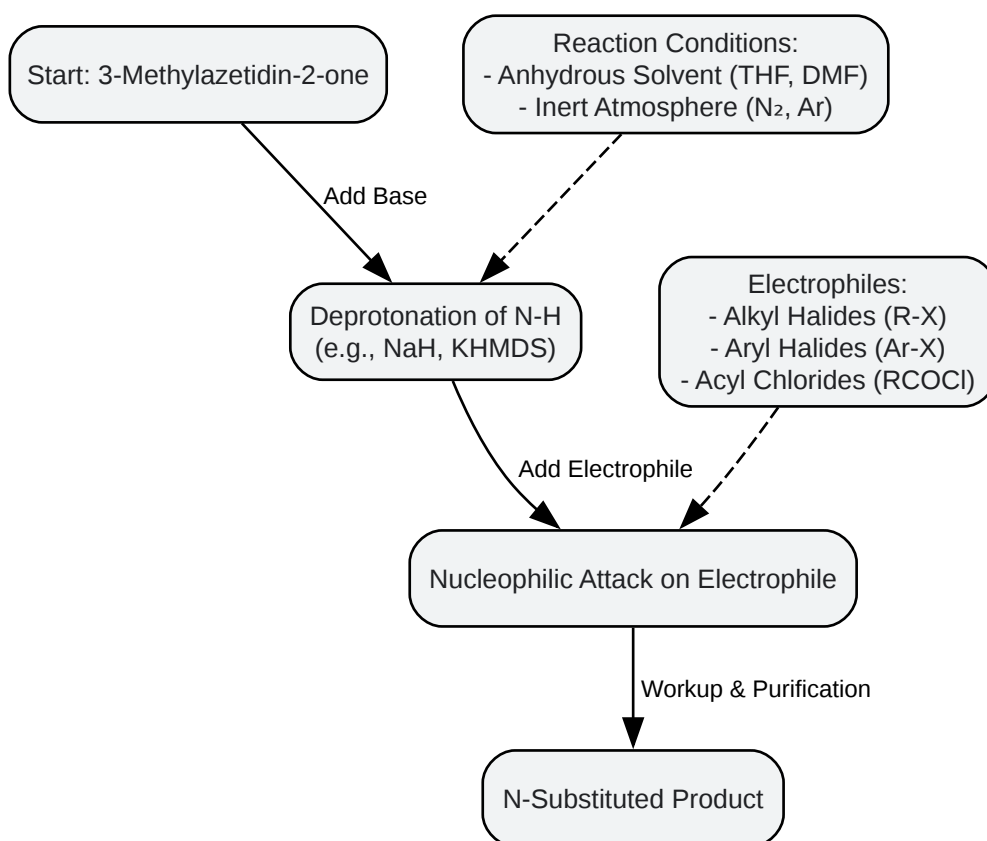 Start: 3-Methylazetidin-2-one
Reaction Conditions:
- Anhydrous Solvent (THF, DMF)
- Inert Atmosphere (N₂, Ar)
Add Base
Deprotonation of N-H
(e.g., NaH, KHMDS)
Electrophiles:
- Alkyl Halides (R-X)
- Aryl Halides (Ar-X)
- Acyl Chlorides (RCOCl)
Add Electrophile
Nucleophilic Attack on Electrophile
Workup & Purification
N-Substituted Product